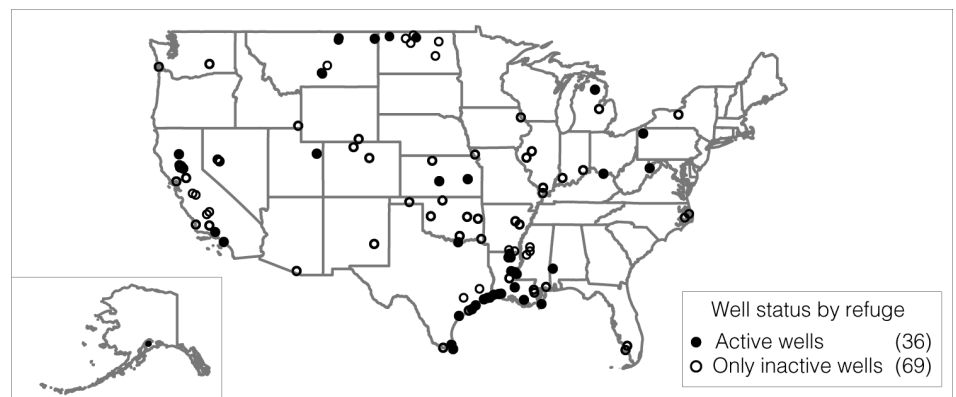 Well status by refuge
Active wells (36)
Only inactive wells (69)